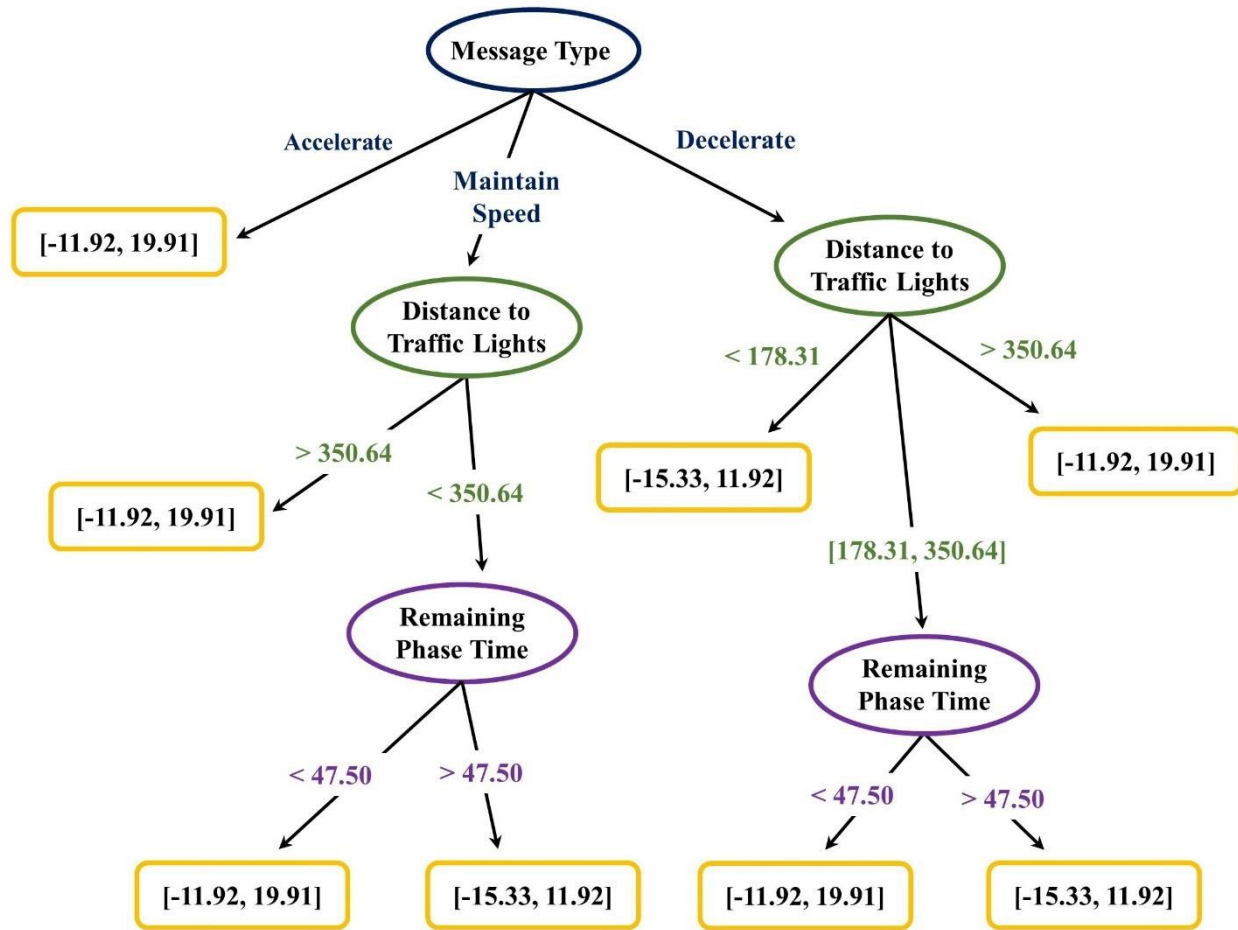 Message Type
Accelerate
Maintain
Speed
Decelerate
[-11.92, 19.91]
Distance to
Traffic Lights
Distance to
Traffic Lights
> 350.64
< 350.64
< 178.31
> 350.64
[-11.92, 19.91]
[-15.33, 11.92]
[-11.92, 19.91]
[178.31, 350.64]
Remaining
Phase Time
Remaining
Phase Time
< 47.50
> 47.50
< 47.50
> 47.50
[-11.92, 19.91]
[-15.33, 11.92]
[-11.92, 19.91]
[-15.33, 11.92]